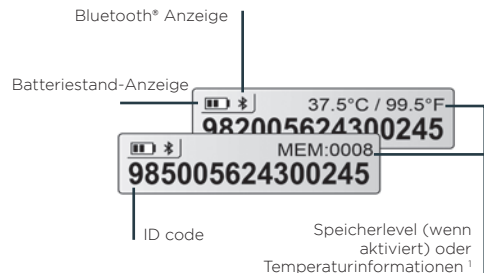 Bluetooth® Anzeige
Batteriestand-Anzeige
37.5°C / 99.5°F
982005624300245
MEM:0008
985005624300245
ID code
Speicherlevel (wenn
aktiviert) oder
Temperaturinformationen ¹